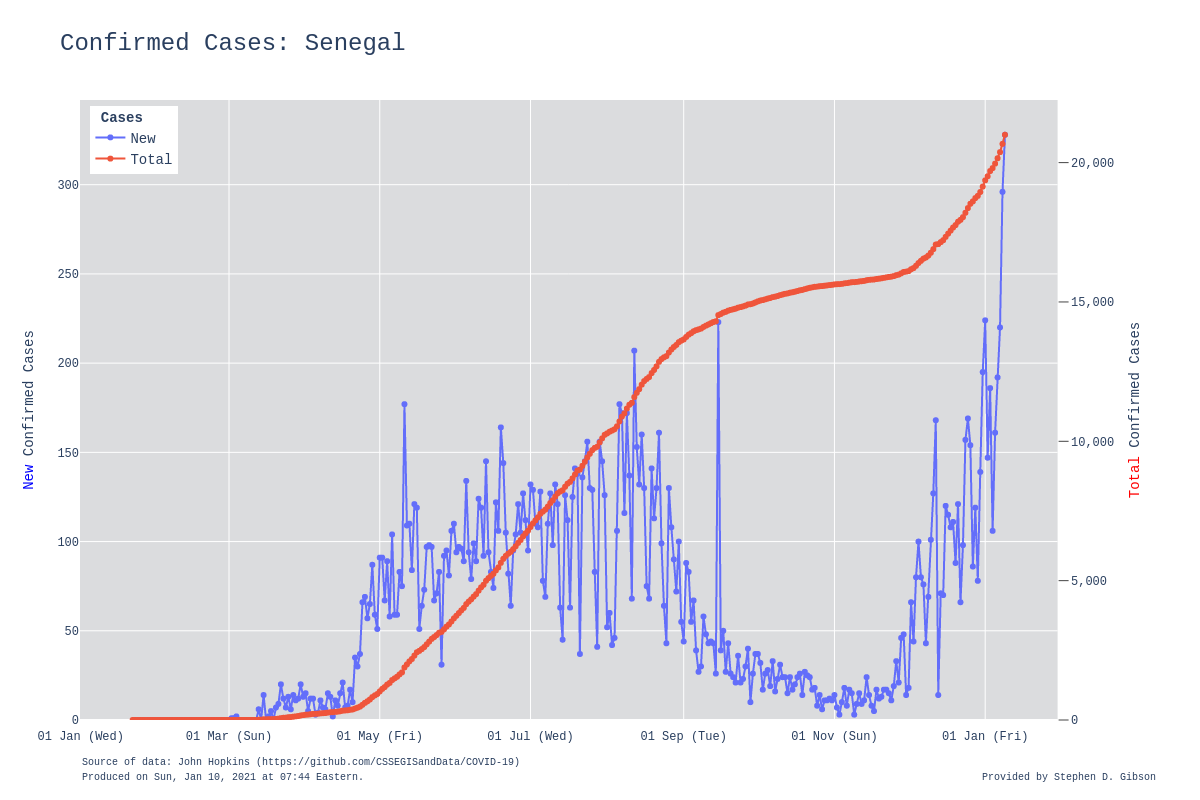 Confirmed Cases: Senegal
Cases
New
Total
300
250
200
150
100
50
0
New Confirmed Cases
20,000
15,000
10,000
5,000
0
Total Confirmed Cases
01 Jan (Wed)
01 Mar (Sun)
01 May (Fri)
01 Jul (Wed)
01 Sep (Tue)
01 Nov (Sun)
01 Jan (Fri)
Source of data: John Hopkins (https://github.com/CSSEGISandData/COVID-19)
Produced on Sun, Jan 10, 2021 at 07:44 Eastern.
Provided by Stephen D. Gibson